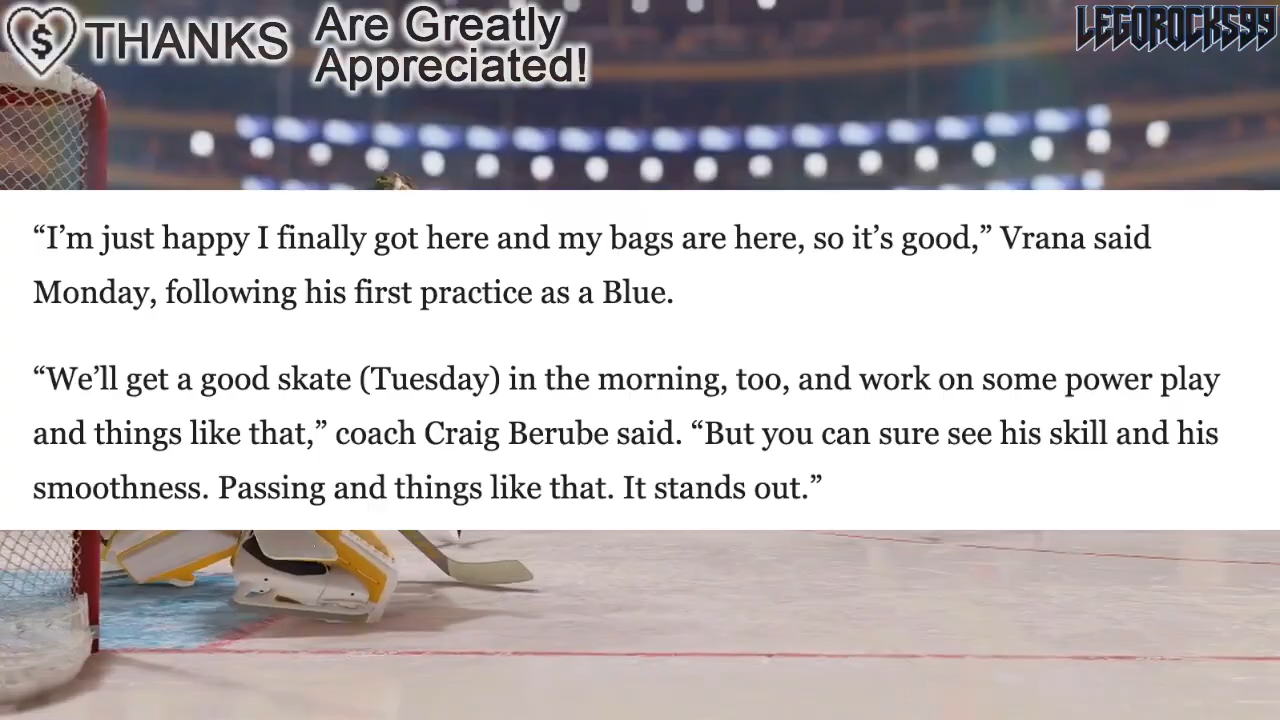 $ THANKS Are Greatly
Appreciated!
LEGOROCKS99
“I’m just happy I finally got here and my bags are here, so it’s good,” Vrana said
Monday, following his first practice as a Blue.
“We’ll get a good skate (Tuesday) in the morning, too, and work on some power play
and things like that,” coach Craig Berube said. “But you can sure see his skill and his
smoothness. Passing and things like that. It stands out.”